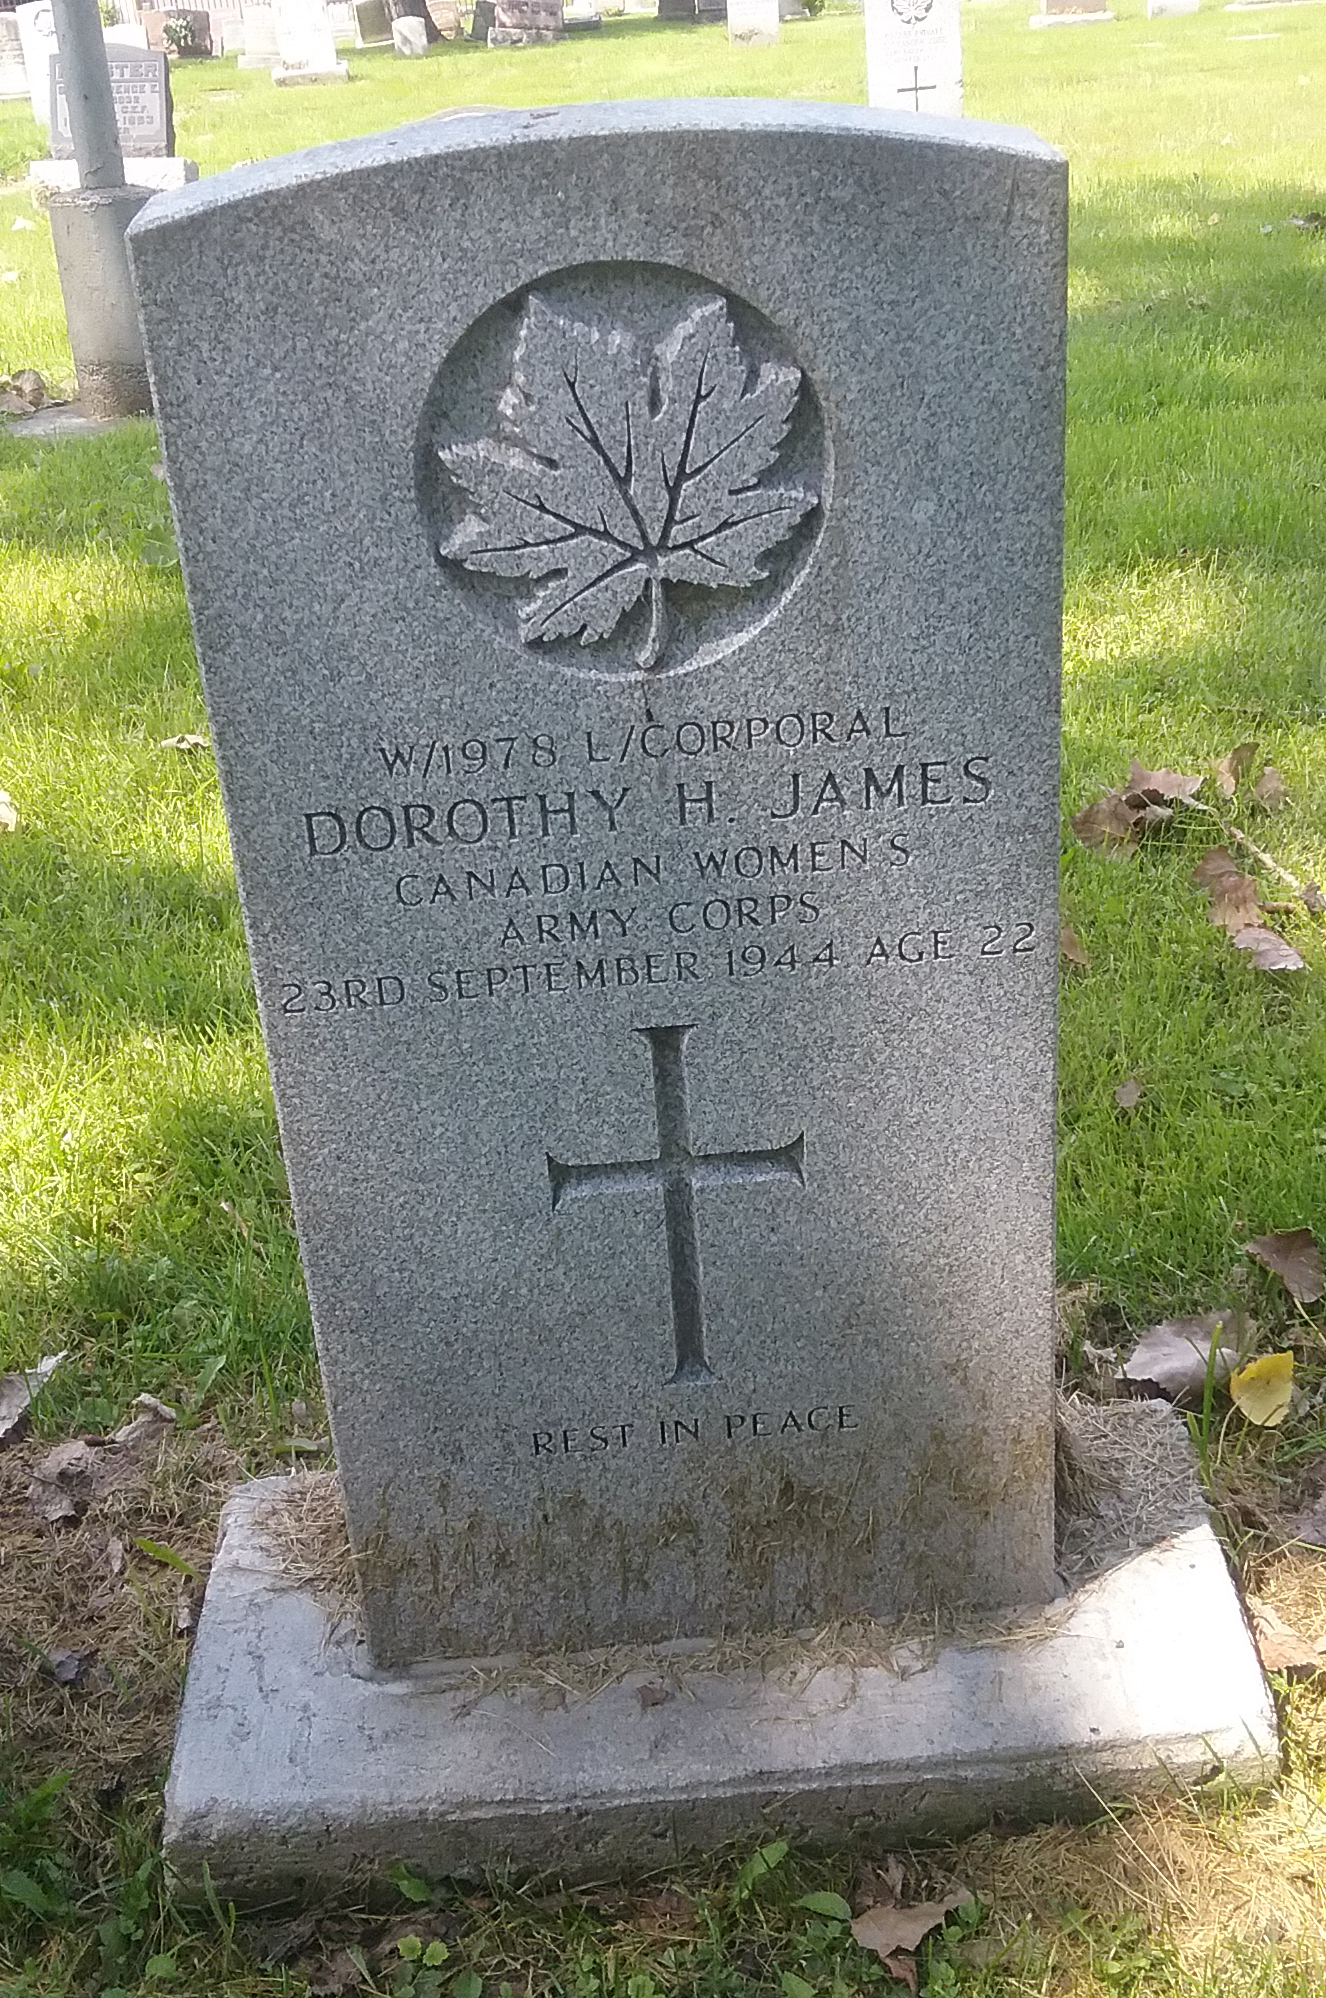 W/1978 L/CORPORAL
DOROTHY H. JAMES
CANADIAN WOMEN'S
ARMY CORPS
23RD SEPTEMBER 1944 AGE 22
REST IN PEACE